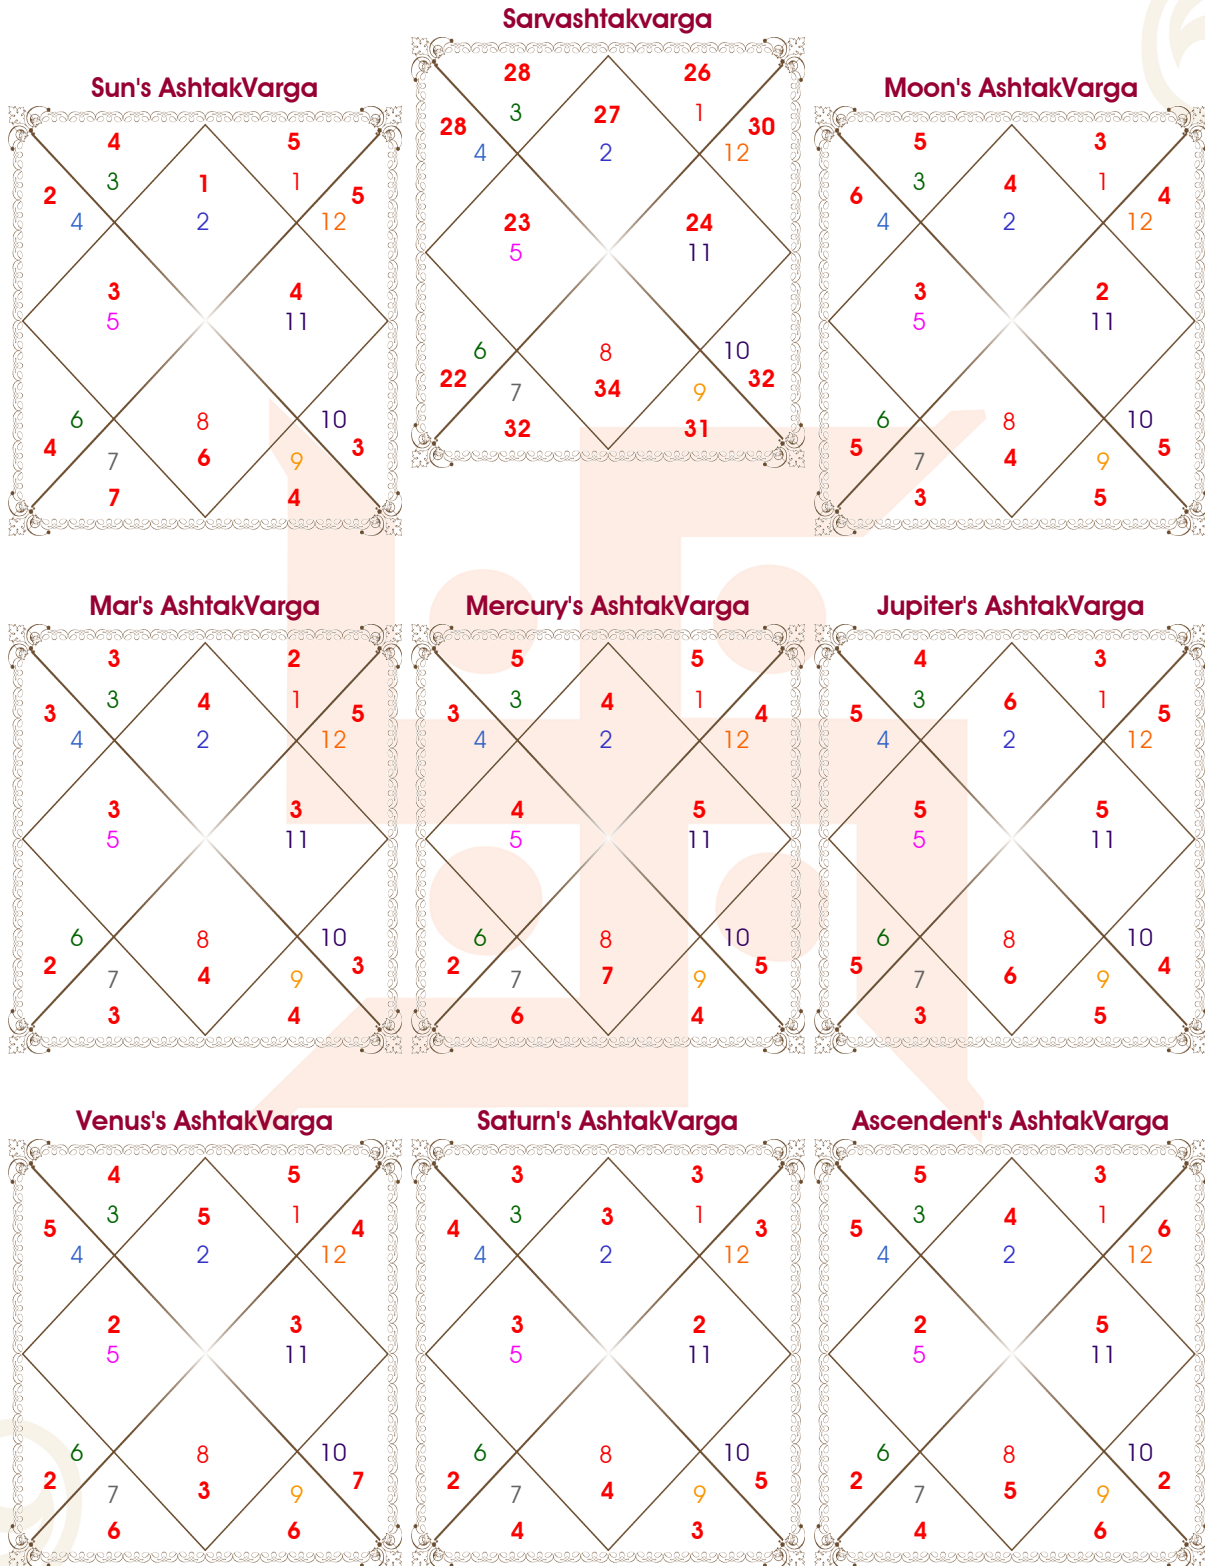 Sarvashtakvarga
28 26
3 27 1
28 30
4 2 12
23 24
5 11
6 8 10
22 34 32
7 9
32 31
Sun's AshtakVarga
4 5
3 1 1
2 5
4 2 12
3 4
5 11
6 8 10
4 6 3
7 9
7 4
Moon's AshtakVarga
5 3
3 4 1
6 4
4 2 12
3 2
5 11
6 8 10
5 4 5
7 9
3 5
Mar's AshtakVarga
3 2
3 4 1
3 5
4 2 12
3 3
5 11
6 8 10
2 4 3
7 9
3 4
Mercury's AshtakVarga
5 5
3 4 1
3 4
4 2 12
4 5
5 11
6 8 10
2 7 5
7 9
6 4
Jupiter's AshtakVarga
4 3
3 6 1
5 5
4 2 12
5 5
5 11
6 8 10
5 6 4
7 9
3 5
Venus's AshtakVarga
4 5
3 5 1
5 4
4 2 12
2 3
5 11
6 8 10
2 3 7
7 9
6 6
Saturn's AshtakVarga
3 3
3 3 1
4 3
4 2 12
3 2
5 11
6 8 10
2 4 5
7 9
4 3
Ascendent's AshtakVarga
5 3
3 4 1
5 6
4 2 12
2 5
5 11
6 8 10
2 5 2
7 9
4 6